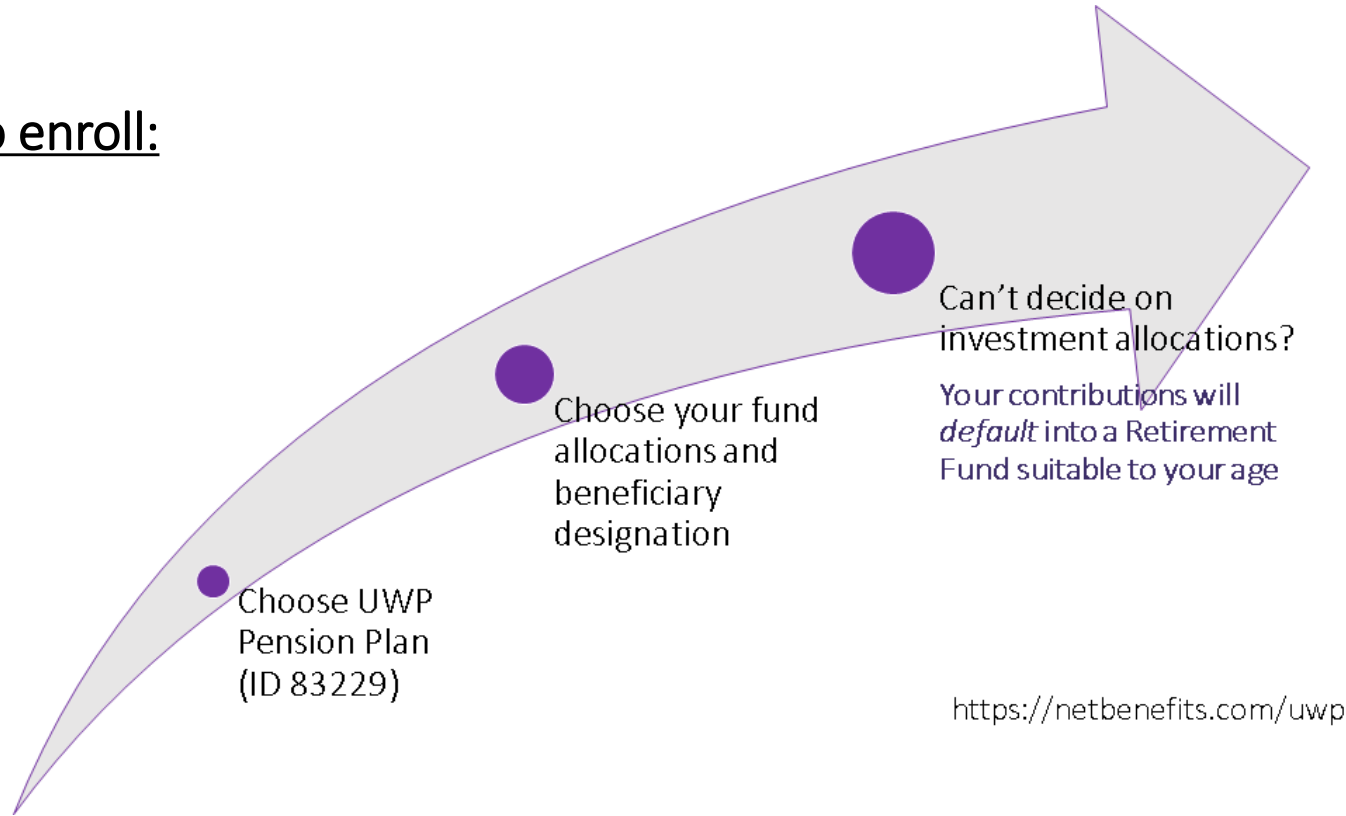 o enroll:
Can’t decide on
investment allocations?
Your contributions will
default into a Retirement
Fund suitable to your age
Choose your fund
allocations and
beneficiary
designation
Choose UWP
Pension Plan
(ID 83229)
https://netbenefits.com/uwp